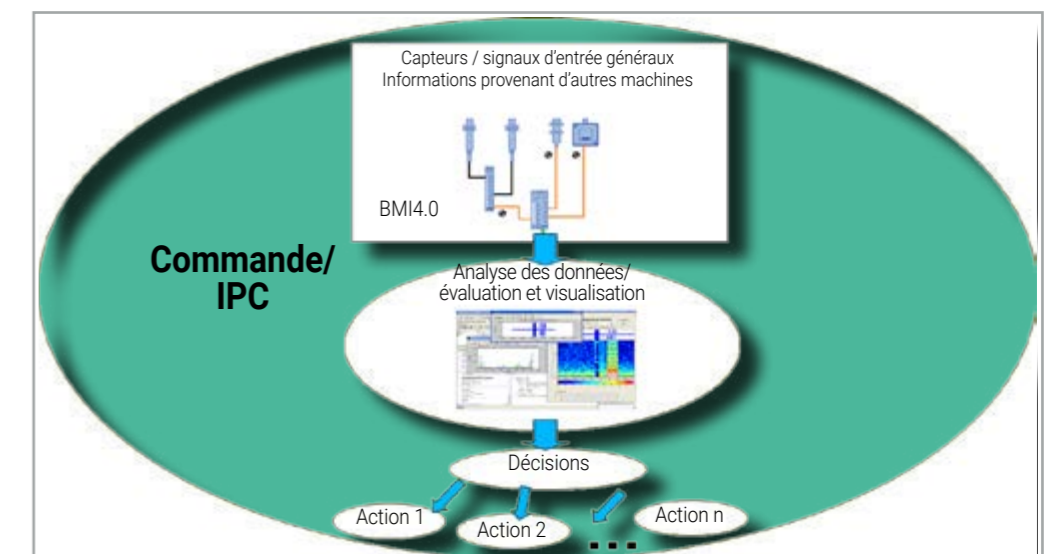 Capteurs / signaux d'entrée généraux
Informations provenant d'autres machines
BMI4.0
Commande/
IPC
Analyse des données/
évaluation et visualisation
Décisions
Action 1
Action 2
...
Action n